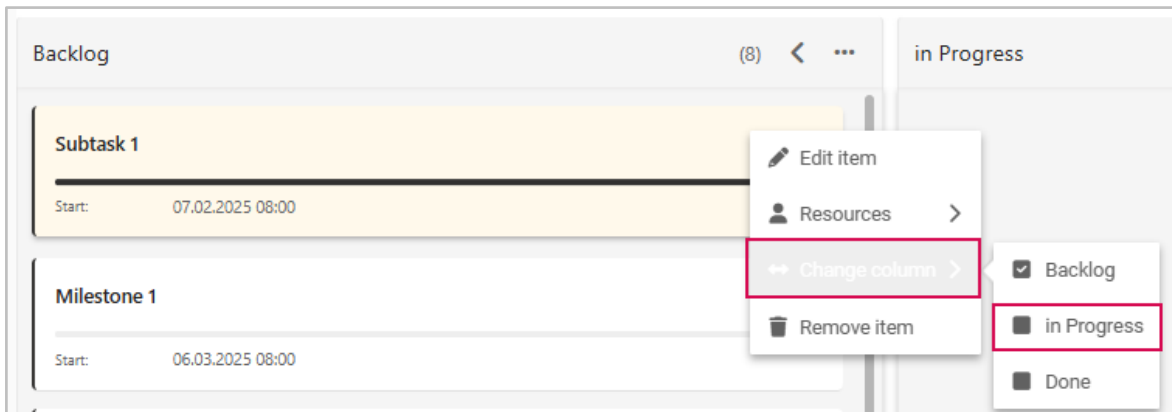 Backlog
(8)
in Progress
Subtask 1
Start: 07.02.2025 08:00
Milestone 1
Start: 06.03.2025 08:00
Edit item
Resources
Change column
Remove item
Backlog
in Progress
Done